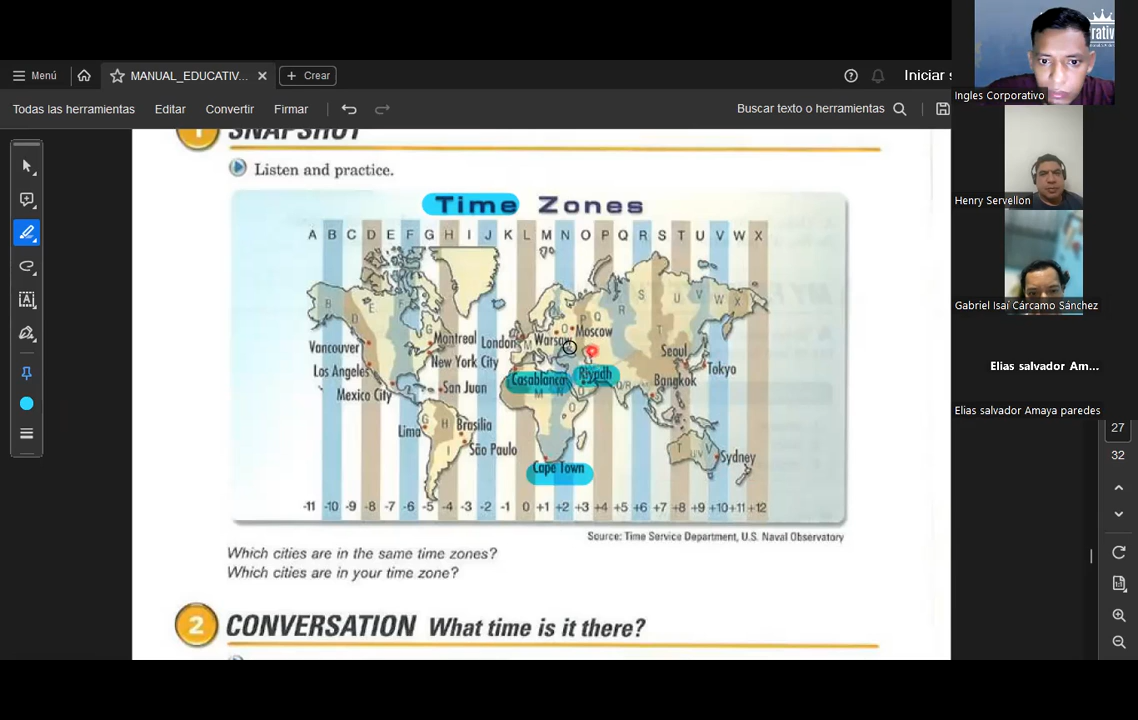 Menú
MANUAL_EDUCATIV...
Crear
Iniciar s
Todas las herramientas
Editar
Convertir
Firmar
Buscar texto o herramientas
1 SNAPSHOT
Listen and practice.
Time Zones
A B C D E F G H I J K L M N O P Q R S T U V W X
Vancouver
Los Angeles
Mexico City
Montreal
New York City
San Juan
Lima
Brasilia
São Paulo
London
Warsaw
Moscow
Casablanca
Riyadh
Cape Town
Seoul
Tokyo
Bangkok
Sydney
-11 -10 -9 -8 -7 -6 -5 -4 -3 -2 -1 0 +1 +2 +3 +4 +5 +6 +7 +8 +9 +10 +11 +12
Source: Time Service Department, U.S. Naval Observatory
Which cities are in the same time zones?
Which cities are in your time zone?
2 CONVERSATION What time is it there?
Ingles Corporativo
Henry Servellon
Gabriel Isaí Cárcamo Sánchez
Elias salvador Am...
Elias salvador Amaya paredes
27
32